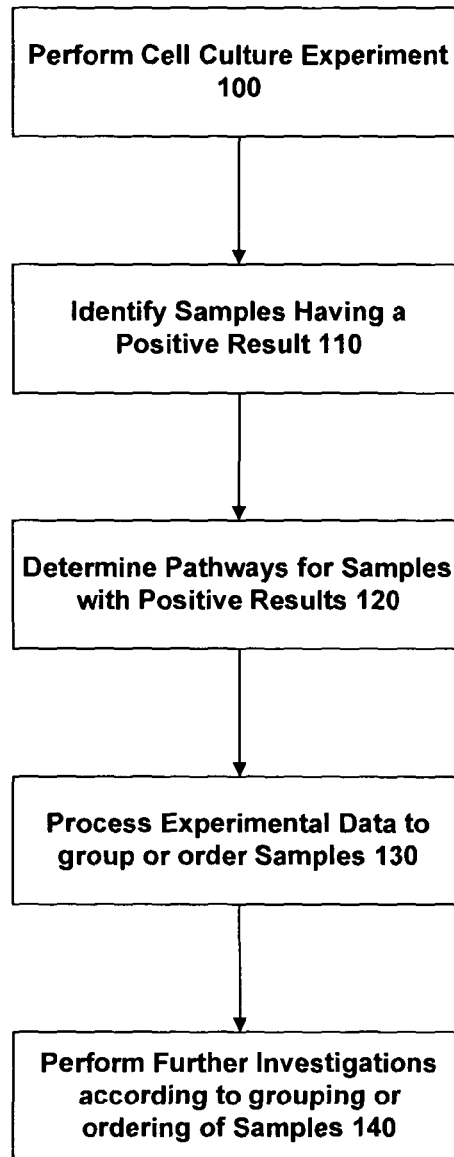 Perform Cell Culture Experiment
100
Identify Samples Having a
Positive Result 110
Determine Pathways for Samples
with Positive Results 120
Process Experimental Data to
group or order Samples 130
Perform Further Investigations
according to grouping or
ordering of Samples 140